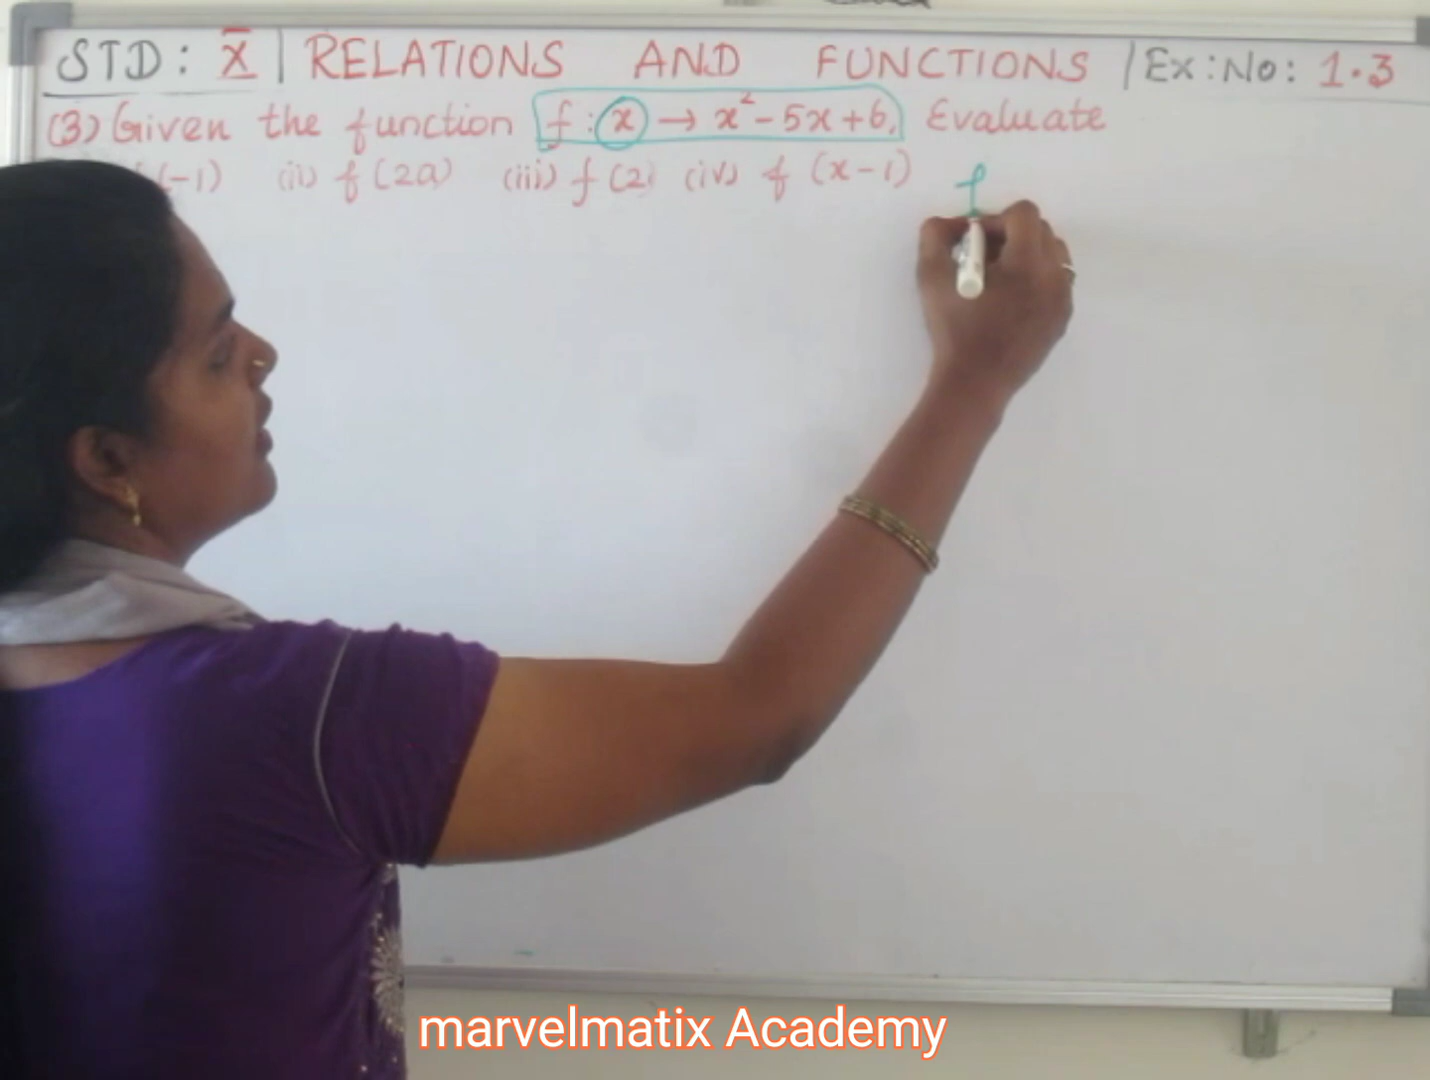 STD: X | RELATIONS AND FUNCTIONS | Ex:No: 1.3
(3) Given the function f : x → x² - 5x + 6, Evaluate
(-1) (ii) f (2a) (iii) f (2) (iv) f (x-1) f
marvelmatix Academy